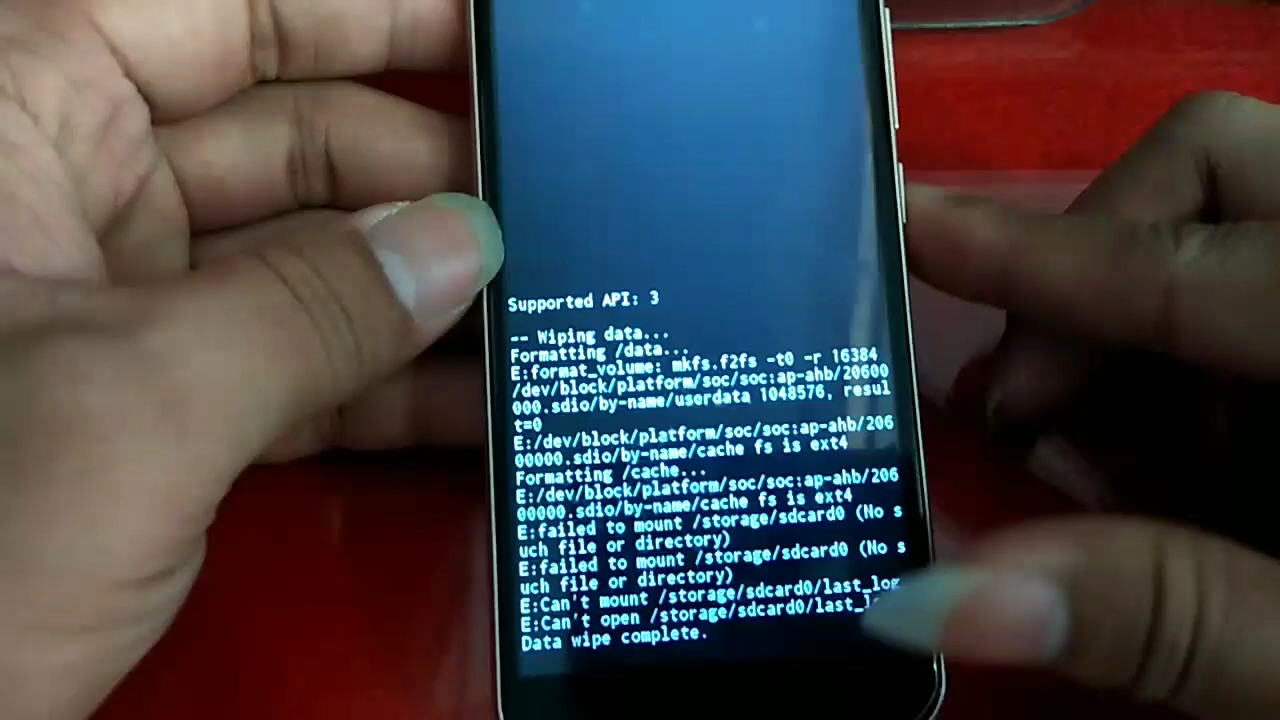 Supported API: 3
-- Wiping data...
Formatting /data...
E:format_volume: mkfs.f2fs -t0 -r 16384
/dev/block/platform/soc/soc:ap-ahb/20600
000.sdio/by-name/userdata 1048576, resul
t=0
E:/dev/block/platform/soc/soc:ap-ahb/206
00000.sdio/by-name/cache fs is ext4
Formatting /cache...
E:/dev/block/platform/soc/soc:ap-ahb/206
00000.sdio/by-name/cache fs is ext4
E:failed to mount /storage/sdcard0 (No s
uch file or directory)
E:failed to mount /storage/sdcard0 (No s
uch file or directory)
E:Can't mount /storage/sdcard0/last_log
E:Can't open /storage/sdcard0/last_l
Data wipe complete.